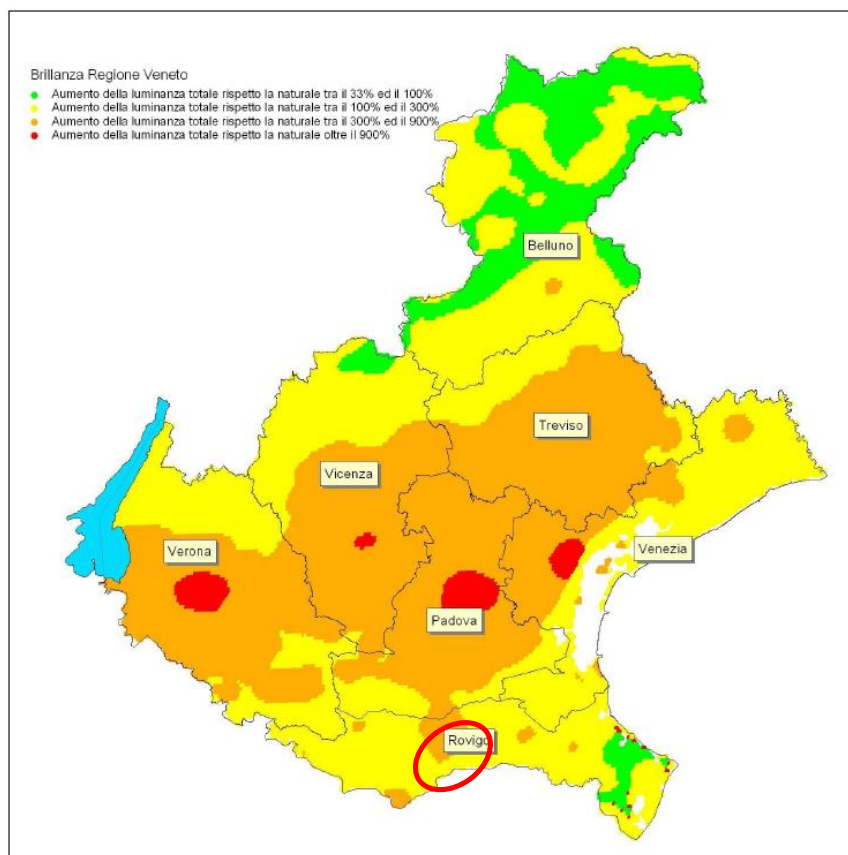 Brillanza Regione Veneto
Aumento della luminanza totale rispetto la naturale tra il 33% ed il 100%
Aumento della luminanza totale rispetto la naturale tra il 100% ed il 300%
Aumento della luminanza totale rispetto la naturale tra il 300% ed il 900%
Aumento della luminanza totale rispetto la naturale oltre il 900%
Belluno
Treviso
Vicenza
Verona
Venezia
Padova
Rovigo